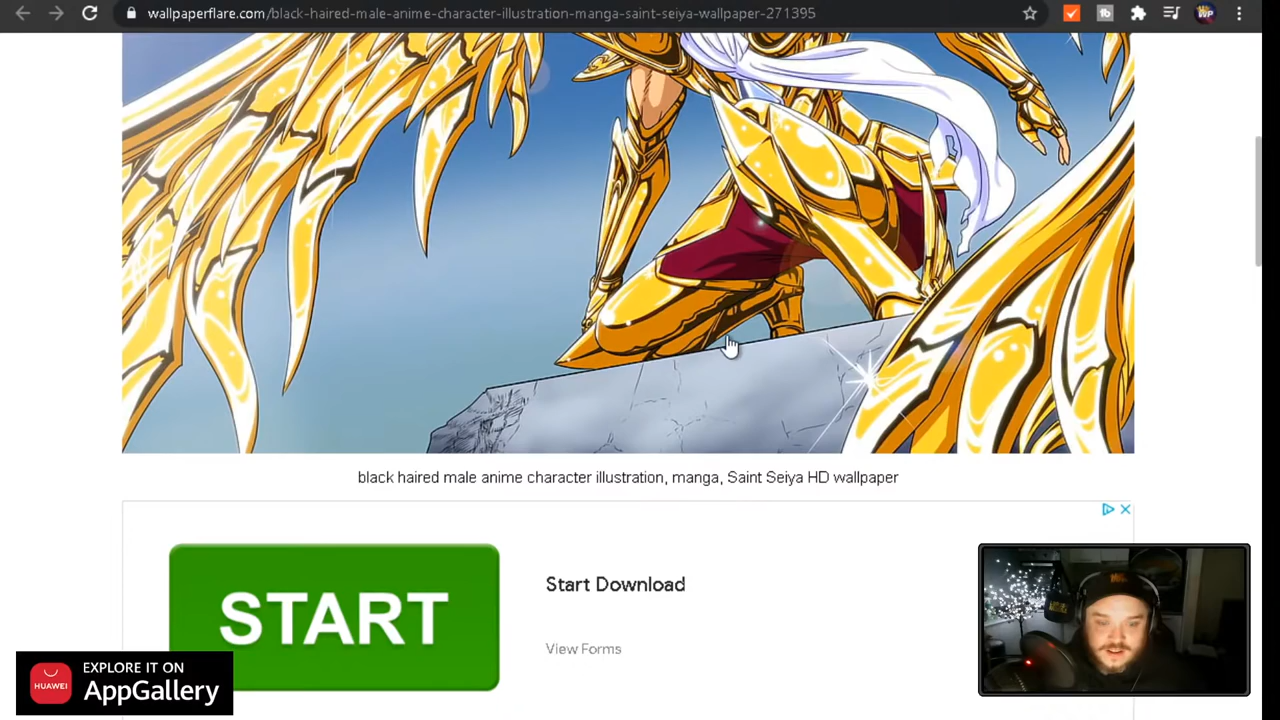 wallpaperflare.com/black-haired-male-anime-character-illustration-manga-saint-seiya-wallpaper-271395
black haired male anime character illustration, manga, Saint Seiya HD wallpaper
START
Start Download
View Forms
HUAWEI
EXPLORE IT ON
AppGallery